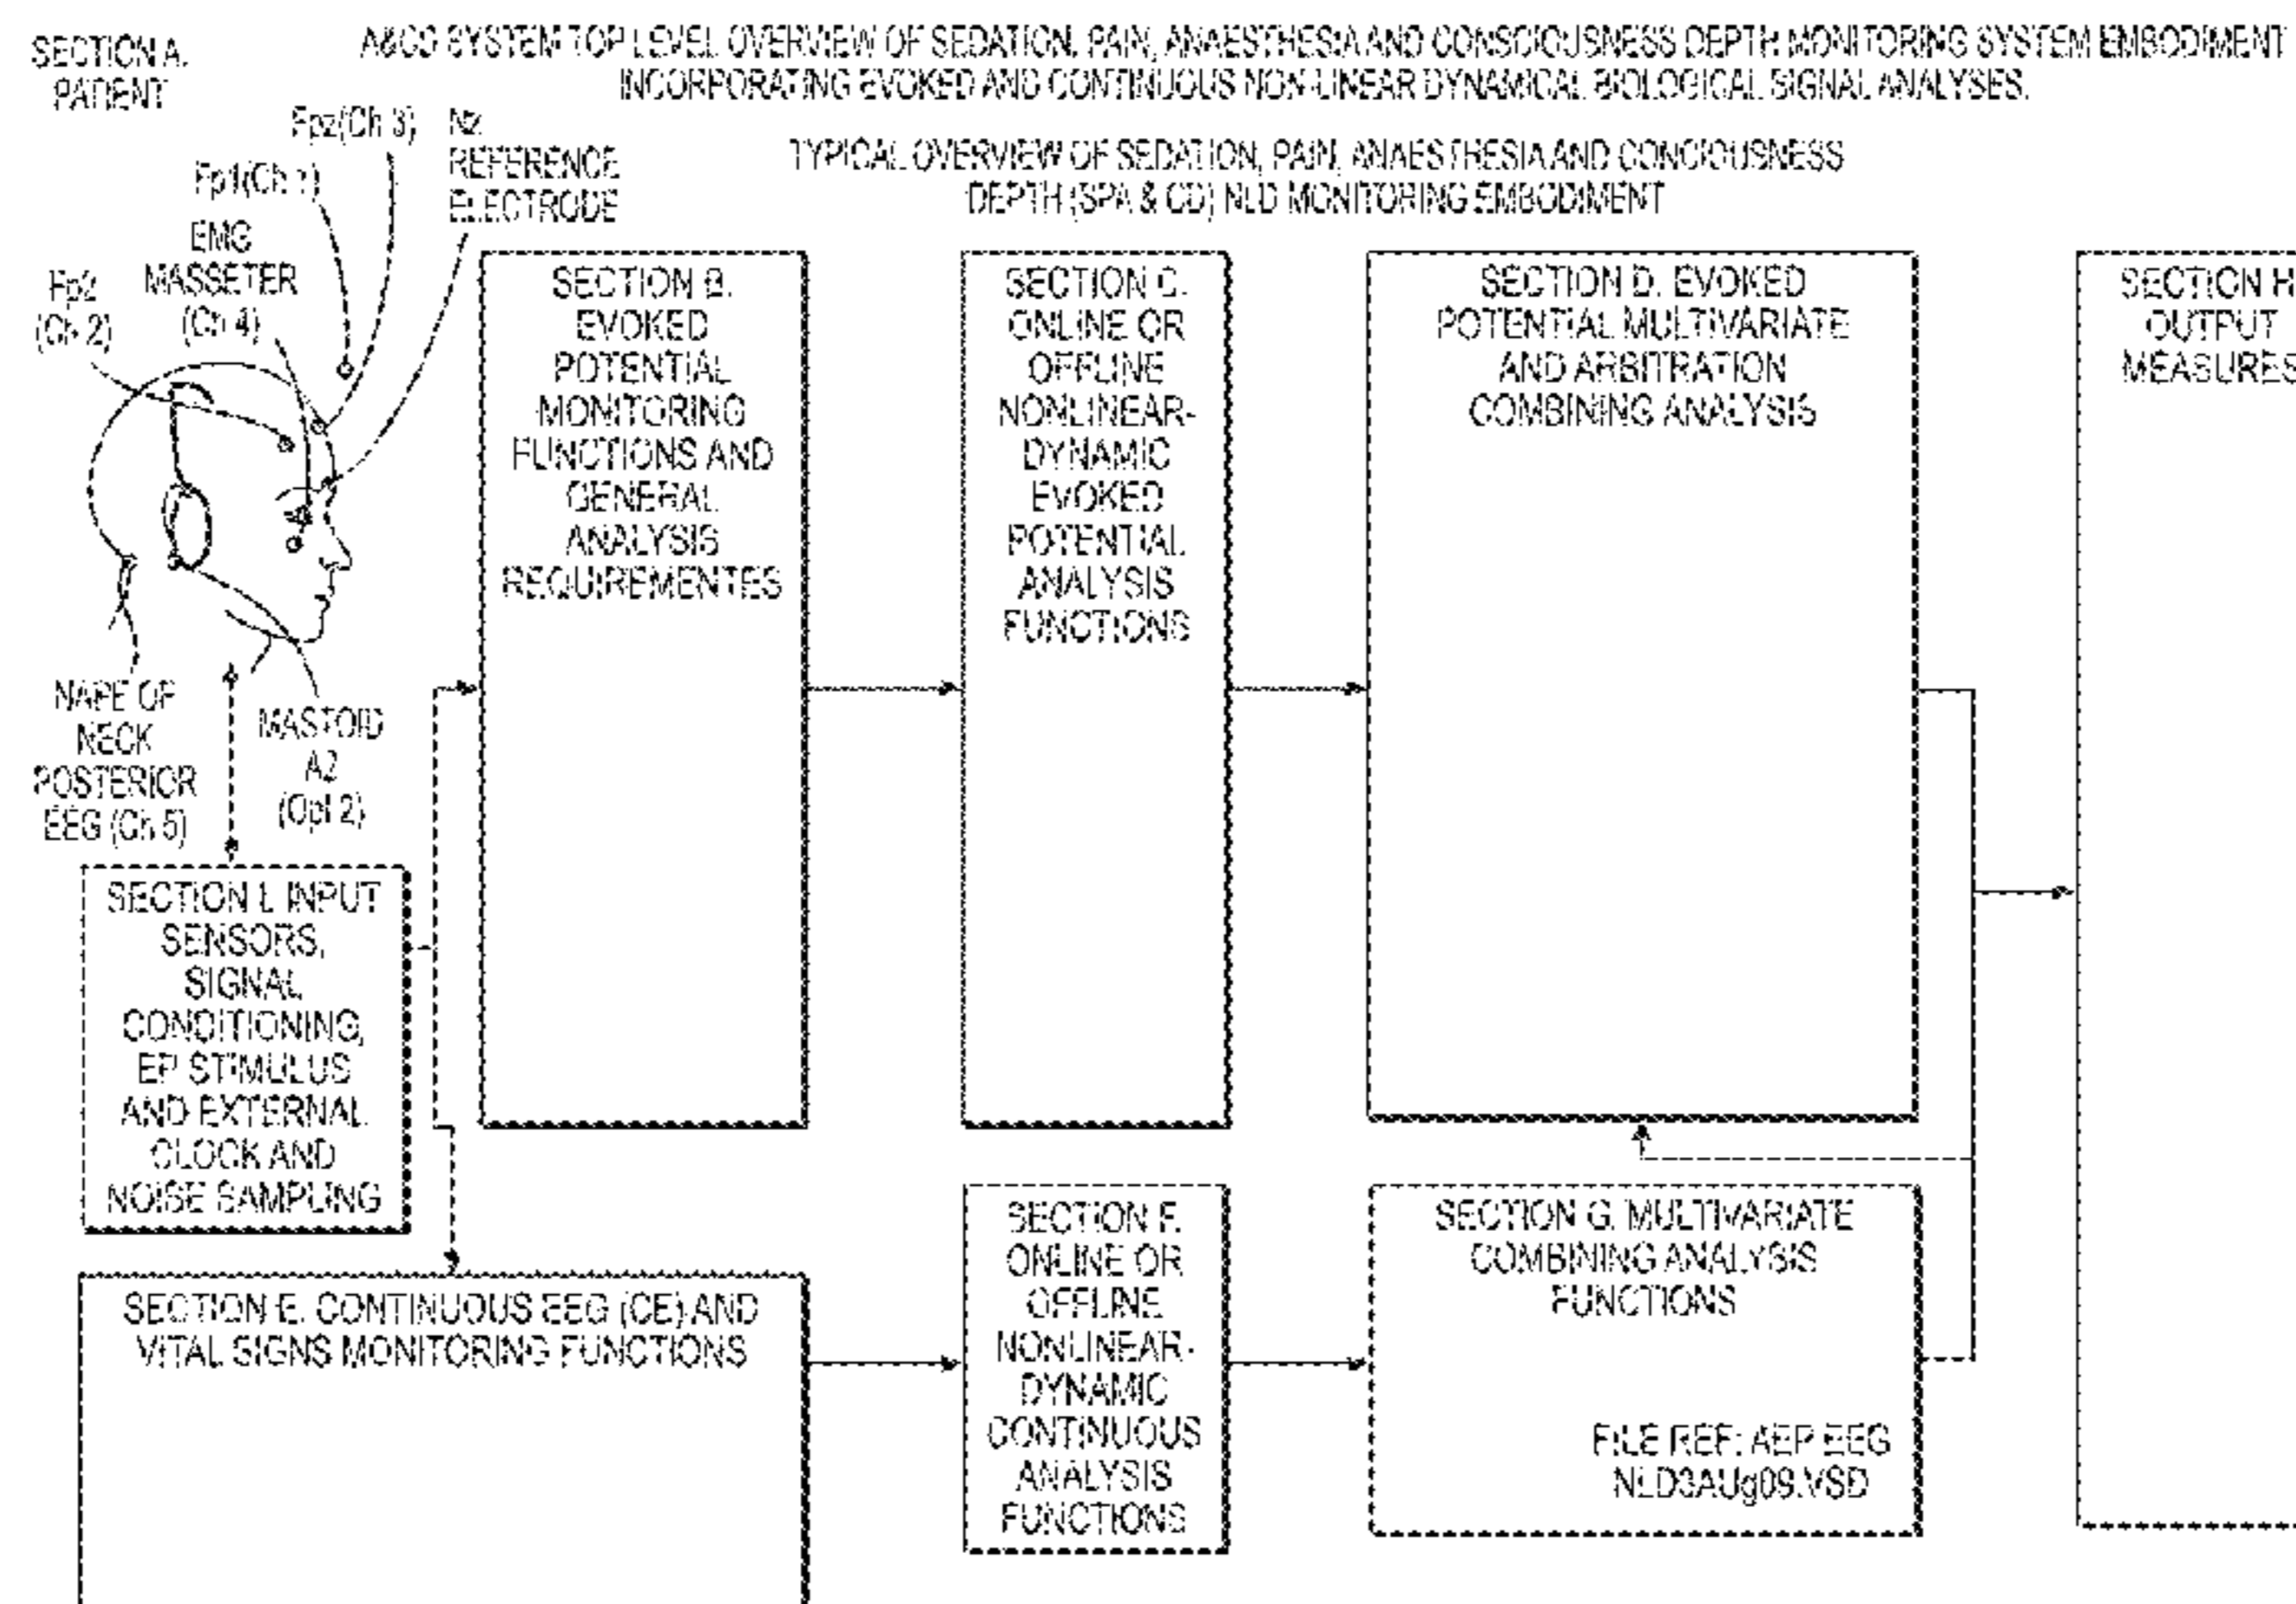 SECTION A.
PATIENT
A&CD SYSTEM TOP LEVEL OVERVIEW OF SEDATION, PAIN, ANAESTHESIA AND CONSCIOUSNESS DEPTH MONITORING SYSTEM EMBODIMENT
INCORPORATING EVOKED AND CONTINUOUS NON-LINEAR DYNAMICAL BIOLOGICAL SIGNAL ANALYSES.
TYPICAL OVERVIEW OF SEDATION, PAIN, ANAESTHESIA AND CONCIOUSNESS
DEPTH (SPA & CD) NLD MONITORING EMBODIMENT
Fpz(Ch 3)
Nz
REFERENCE
ELECTRODE
Fp1(Ch 1)
EMG
MASSETER
(Ch 4)
Fp2
(Ch 2)
NAPE OF
NECK
POSTERIOR
EEG (Ch 5)
MASTOID
A2
(Opt 2)
SECTION I. INPUT
SENSORS,
SIGNAL
CONDITIONING,
EP STIMULUS
AND EXTERNAL
CLOCK AND
NOISE SAMPLING
SECTION B.
EVOKED
POTENTIAL
MONITORING
FUNCTIONS AND
GENERAL
ANALYSIS
REQUIREMENTES
SECTION C.
ONLINE OR
OFFLINE
NONLINEAR-
DYNAMIC
EVOKED
POTENTIAL
ANALYSIS
FUNCTIONS
SECTION D. EVOKED
POTENTIAL MULTIVARIATE
AND ARBITRATION
COMBINING ANALYSIS
SECTION H
OUTPUT
MEASURES
SECTION E. CONTINUOUS EEG (CE) AND
VITAL SIGNS MONITORING FUNCTIONS
SECTION F.
ONLINE OR
OFFLINE
NONLINEAR-
DYNAMIC
CONTINUOUS
ANALYSIS
FUNCTIONS
SECTION G. MULTIVARIATE
COMBINING ANALYSIS
FUNCTIONS
FILE REF: AEP EEG
NLD3AUg09.VSD